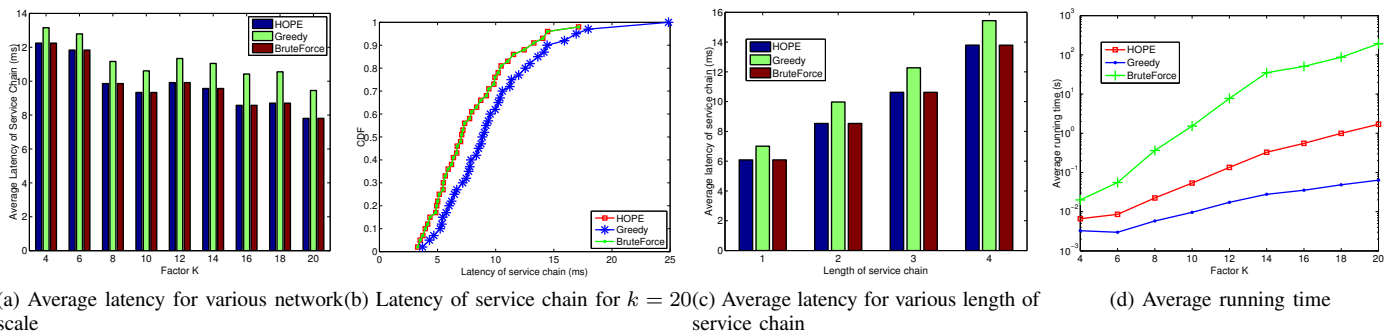 14
12
10
8
6
4
2
0
Average Latency of Service Chain (ms)
4 6 8 10 12 14 16 18 20
Factor K
HOPE
Greedy
BruteForce
1
0.9
0.8
0.7
0.6
0.5
0.4
0.3
0.2
0.1
0
CDF
0 5 10 15 20 25
Latency of service chain (ms)
HOPE
Greedy
BruteForce
16
14
12
10
8
6
4
2
0
Average latency of service chain (ms)
1 2 3 4
Length of service chain
HOPE
Greedy
BruteForce
10³
10²
10¹
10⁰
10⁻¹
10⁻²
10⁻³
Average running time (s)
4 6 8 10 12 14 16 18 20
Factor K
HOPE
Greedy
BruteForce
(a) Average latency for various network
scale
(b) Latency of service chain for k = 20
(c) Average latency for various length of
service chain
(d) Average running time